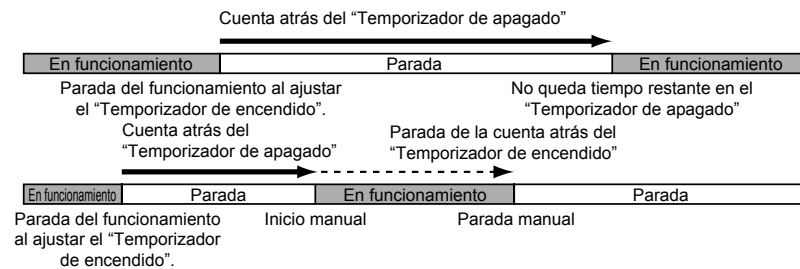 Cuenta atrás del “Temporizador de apagado”
En funcionamiento Parada En funcionamiento
Parada del funcionamiento al ajustar
el “Temporizador de encendido”.
No queda tiempo restante en el
“Temporizador de apagado”
Cuenta atrás del
“Temporizador de apagado”
Parada de la cuenta atrás del
“Temporizador de encendido”
En funcionamiento Parada En funcionamiento Parada
Parada del funcionamiento
al ajustar el “Temporizador
de encendido”.
Inicio manual
Parada manual